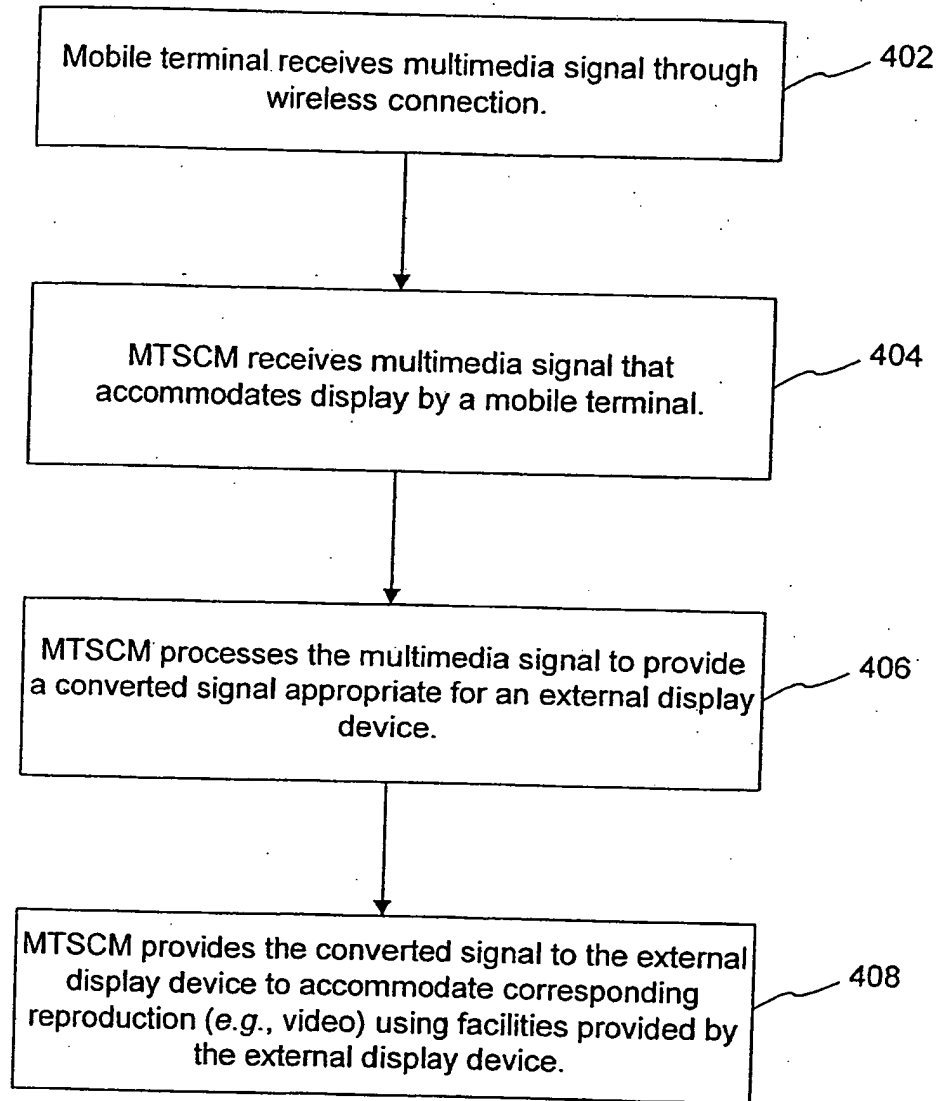 Mobile terminal receives multimedia signal through
wireless connection.
402
MTSCM receives multimedia signal that
accommodates display by a mobile terminal.
404
MTSCM processes the multimedia signal to provide
a converted signal appropriate for an external display
device.
406
MTSCM provides the converted signal to the external
display device to accommodate corresponding
reproduction (e.g., video) using facilities provided by
the external display device.
408